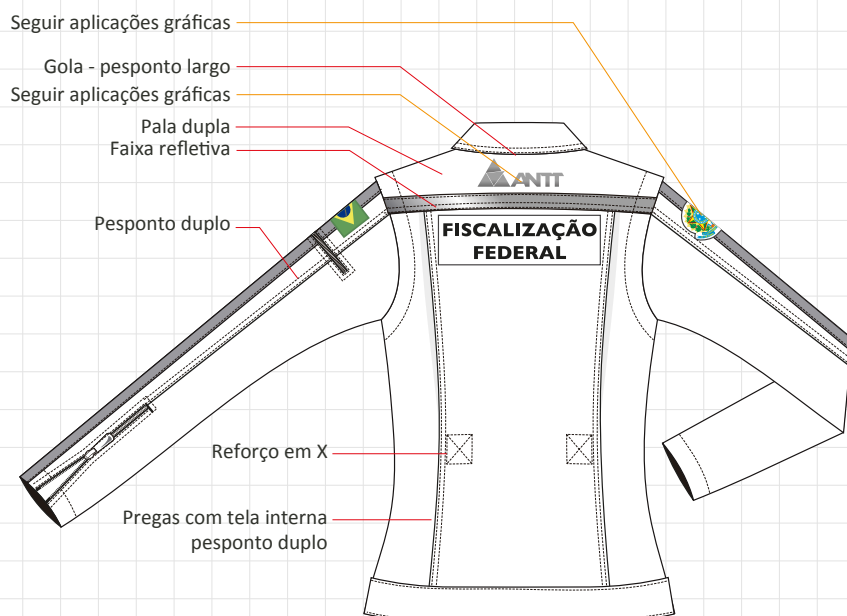 Seguir aplicações gráficas
Gola - pesponto largo
Seguir aplicações gráficas
Pala dupla
Faixa refletiva
ANTT
Pesponto duplo
FISCALIZAÇÃO
FEDERAL
Reforço em X
Pregas com tela interna
pesponto duplo